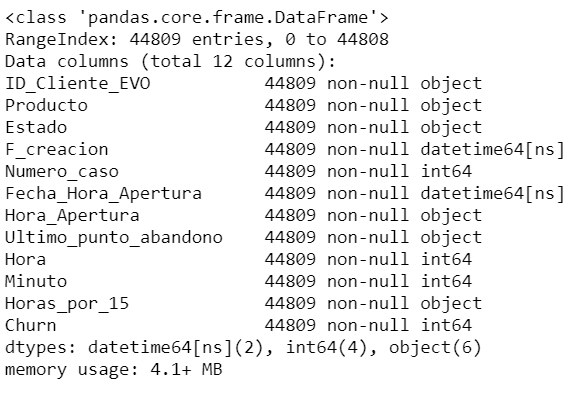 <class 'pandas.core.frame.DataFrame'>
RangeIndex: 44809 entries, 0 to 44808
Data columns (total 12 columns):
ID_Cliente_EVO          44809 non-null object
Producto                44809 non-null object
Estado                  44809 non-null object
F_creacion              44809 non-null datetime64[ns]
Numero_caso             44809 non-null int64
Fecha_Hora_Apertura     44809 non-null datetime64[ns]
Hora_Apertura           44809 non-null object
Ultimo_punto_abandono   44809 non-null object
Hora                    44809 non-null int64
Minuto                  44809 non-null int64
Horas_por_15            44809 non-null object
Churn                   44809 non-null int64
dtypes: datetime64[ns](2), int64(4), object(6)
memory usage: 4.1+ MB